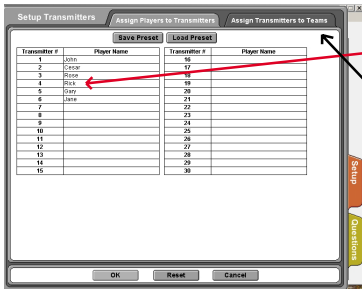 Setup Transmitters Assign Players to Transmitters Assign Transmitters to Teams
Save Preset Load Preset
Transmitter # Player Name Transmitter # Player Name
1 John 16
2 Cesar 17
3 Rose 18
4 Rick 19
5 Gary 20
6 Jane 21
7 22
8 23
9 24
10 25
11 26
12 27
13 28
14 29
15 30
Setup
Questions
OK Reset Cancel